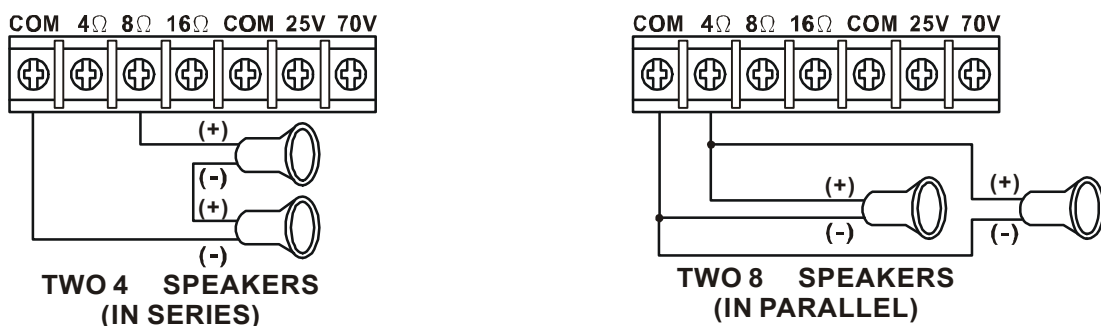 COM 4Ω 8Ω 16Ω COM 25V 70V
(+)
(-)
(+)
(-)
TWO 4 SPEAKERS
(IN SERIES)
COM 4Ω 8Ω 16Ω COM 25V 70V
(+)
(-)
(+)
(-)
TWO 8 SPEAKERS
(IN PARALLEL)